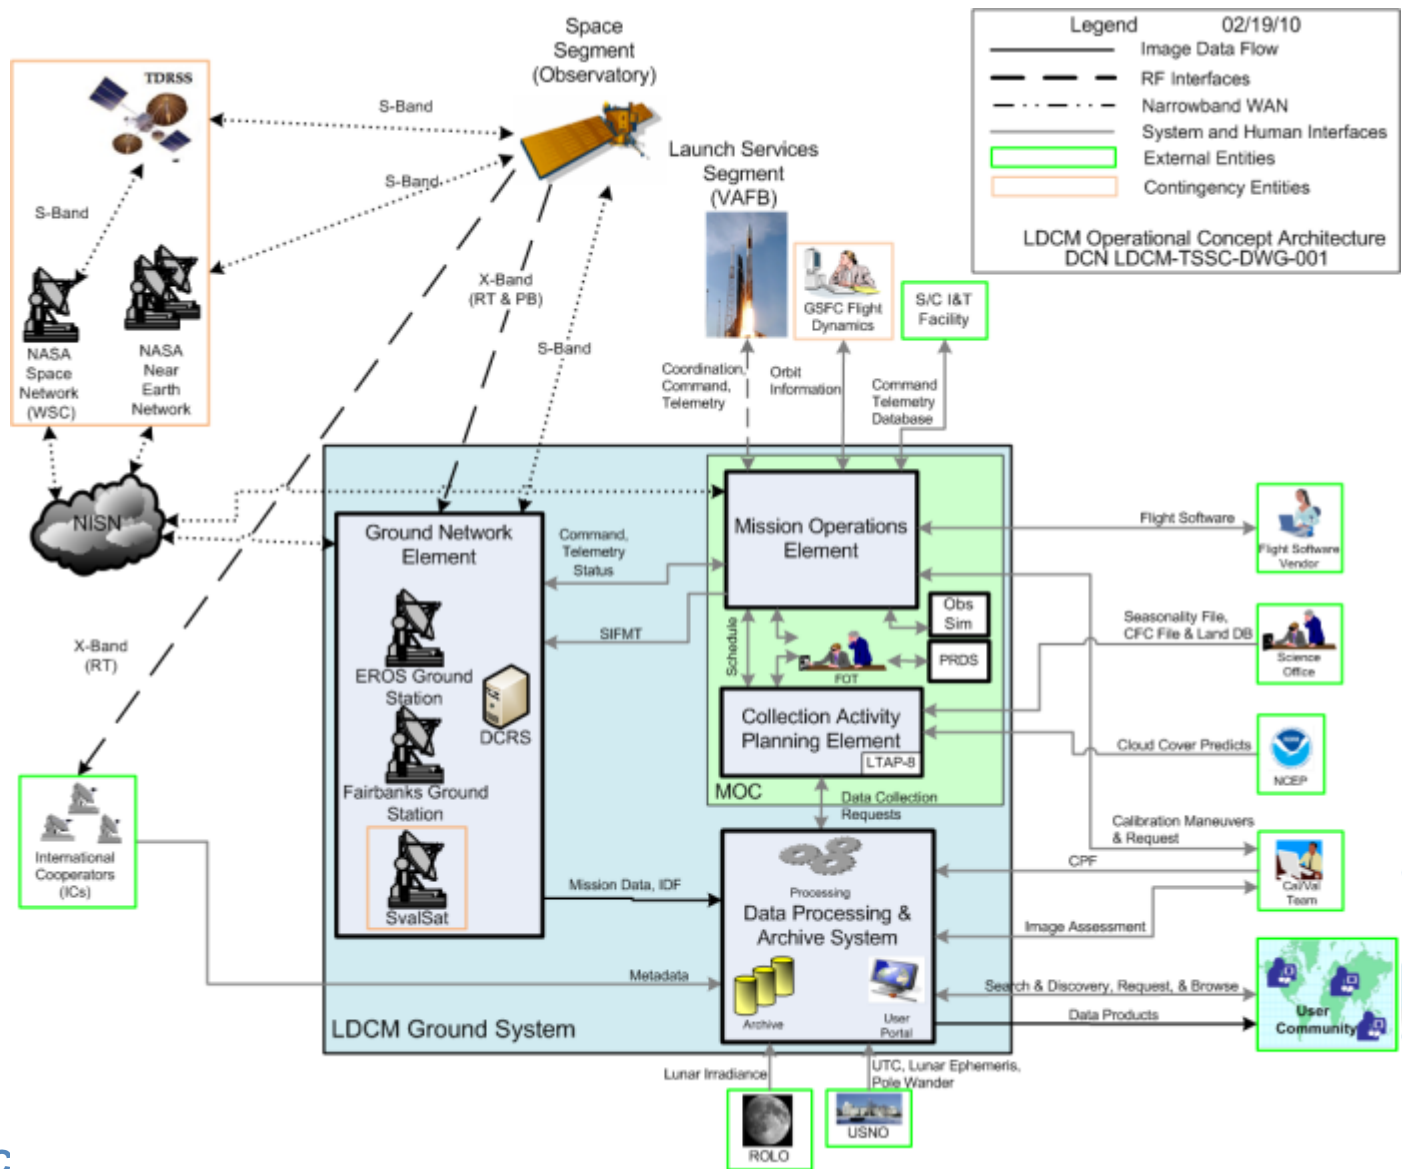 Space
Segment
(Observatory)
Legend 02/19/10
Image Data Flow
RF Interfaces
Narrowband WAN
System and Human Interfaces
External Entities
Contingency Entities
LDCM Operational Concept Architecture
DCN LDCM-TSSC-DWG-001
TDRSS
S-Band
S-Band
S-Band
NASA
Space
Network
(WSC)
NASA
Near
Earth
Network
NISN
X-Band
(RT & PB)
S-Band
X-Band
(RT)
Launch Services
Segment
(VAFB)
GSFC Flight
Dynamics
S/C I&T
Facility
Coordination,
Command,
Telemetry
Orbit
Information
Command
Telemetry
Database
Ground Network
Element
EROS Ground
Station
DCRS
Fairbanks Ground
Station
SvalSat
Command,
Telemetry
Status
SIFMT
Mission Operations
Element
Obs
Sim
PRDS
Schedule
FOT
Collection Activity
Planning Element
LTAP-8
MOC
Data Collection
Requests
Flight Software
Flight Software
Vendor
Seasonality File,
CFC File & Land DB
Science
Office
Cloud Cover Predicts
NCEP
Calibration Maneuvers
& Request
CPF
Cal/Val
Team
Image Assessment
International
Cooperators
(ICs)
Mission Data, IDF
Metadata
Processing
Data Processing &
Archive System
Archive
User
Portal
Search & Discovery, Request, & Browse
Data Products
User
Community
LDCM Ground System
Lunar Irradiance
UTC, Lunar Ephemeris,
Pole Wander
ROLO
USNO